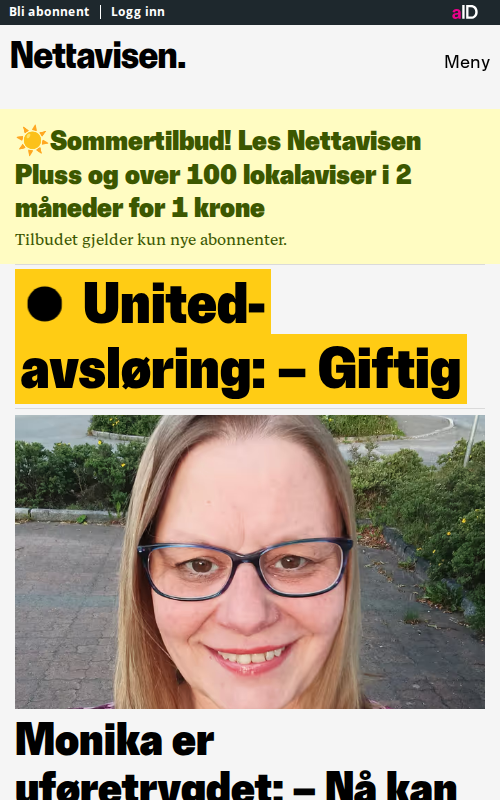 Bli abonnent | Logg inn
aID
Nettavisen.
Meny
☀️Sommertilbud! Les Nettavisen
Pluss og over 100 lokalaviser i 2
måneder for 1 krone
Tilbudet gjelder kun nye abonnenter.
● United-
avsløring: – Giftig
Monika er
uføretrygdet: – Nå kan